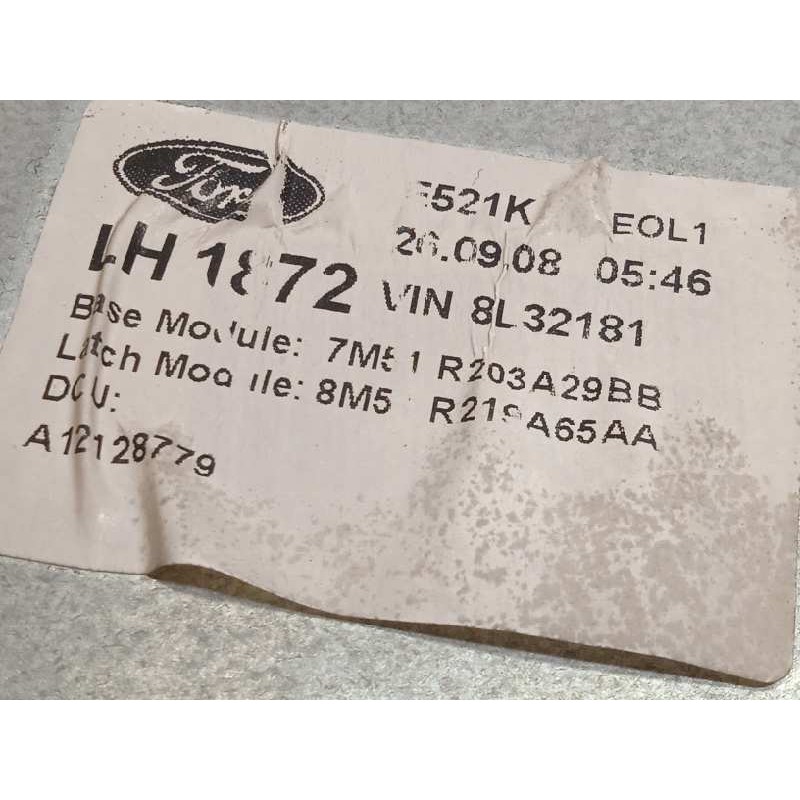 Ford
521K EOL1
26.09.08 05:46
LH 1872 VIN 8L32181
Base Module: 7M51 R203A29BB
Latch Module: 8M5 R219A65AA
DCU:
A12128779